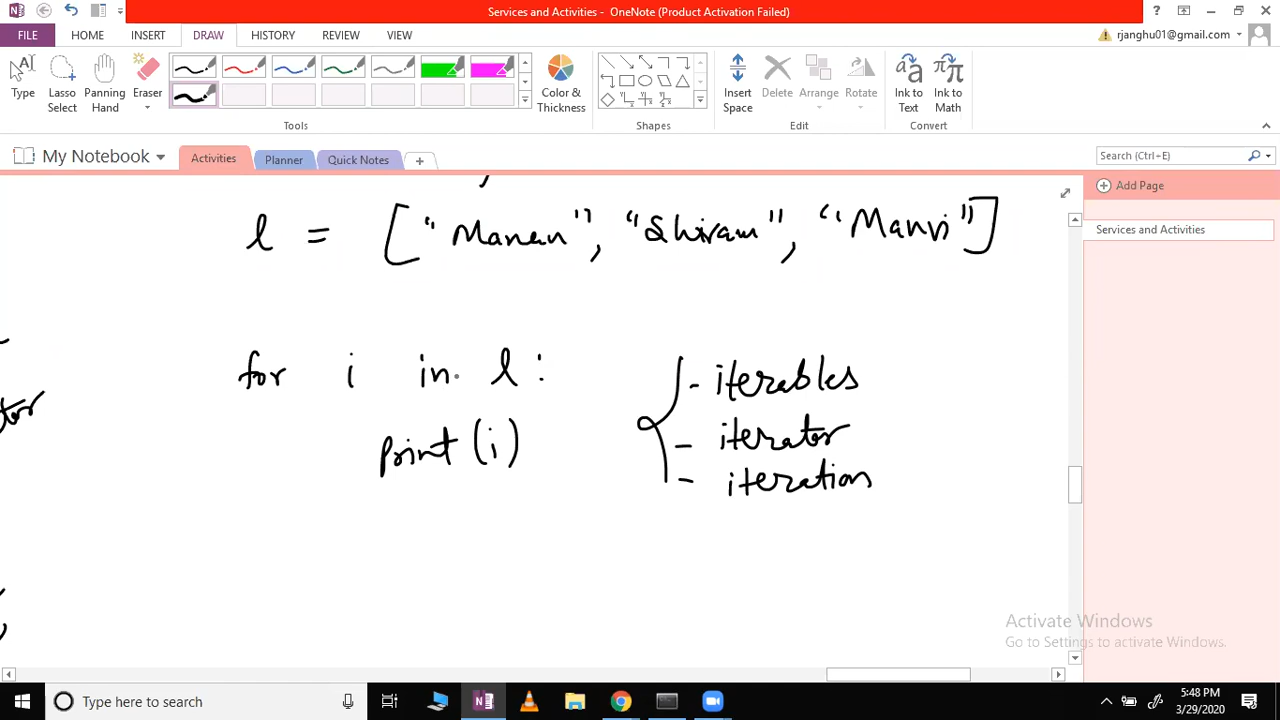 Services and Activities - OneNote (Product Activation Failed)
FILE HOME INSERT DRAW HISTORY REVIEW VIEW
rjanghu01@gmail.com
Type
Lasso Select
Panning Hand
Eraser
Color & Thickness
Insert Space
Delete
Arrange
Rotate
Ink to Text
Ink to Math
Tools
Shapes
Edit
Convert
My Notebook
Activities
Planner
Quick Notes
Search (Ctrl+E)
Add Page
Services and Activities
l = ["Manan", "Shivam", "Manvi"]
for i in l:
print (i)
- iterables
- iterator
- iteration
Activate Windows
Go to Settings to activate Windows.
Type here to search
5:48 PM
3/29/2020